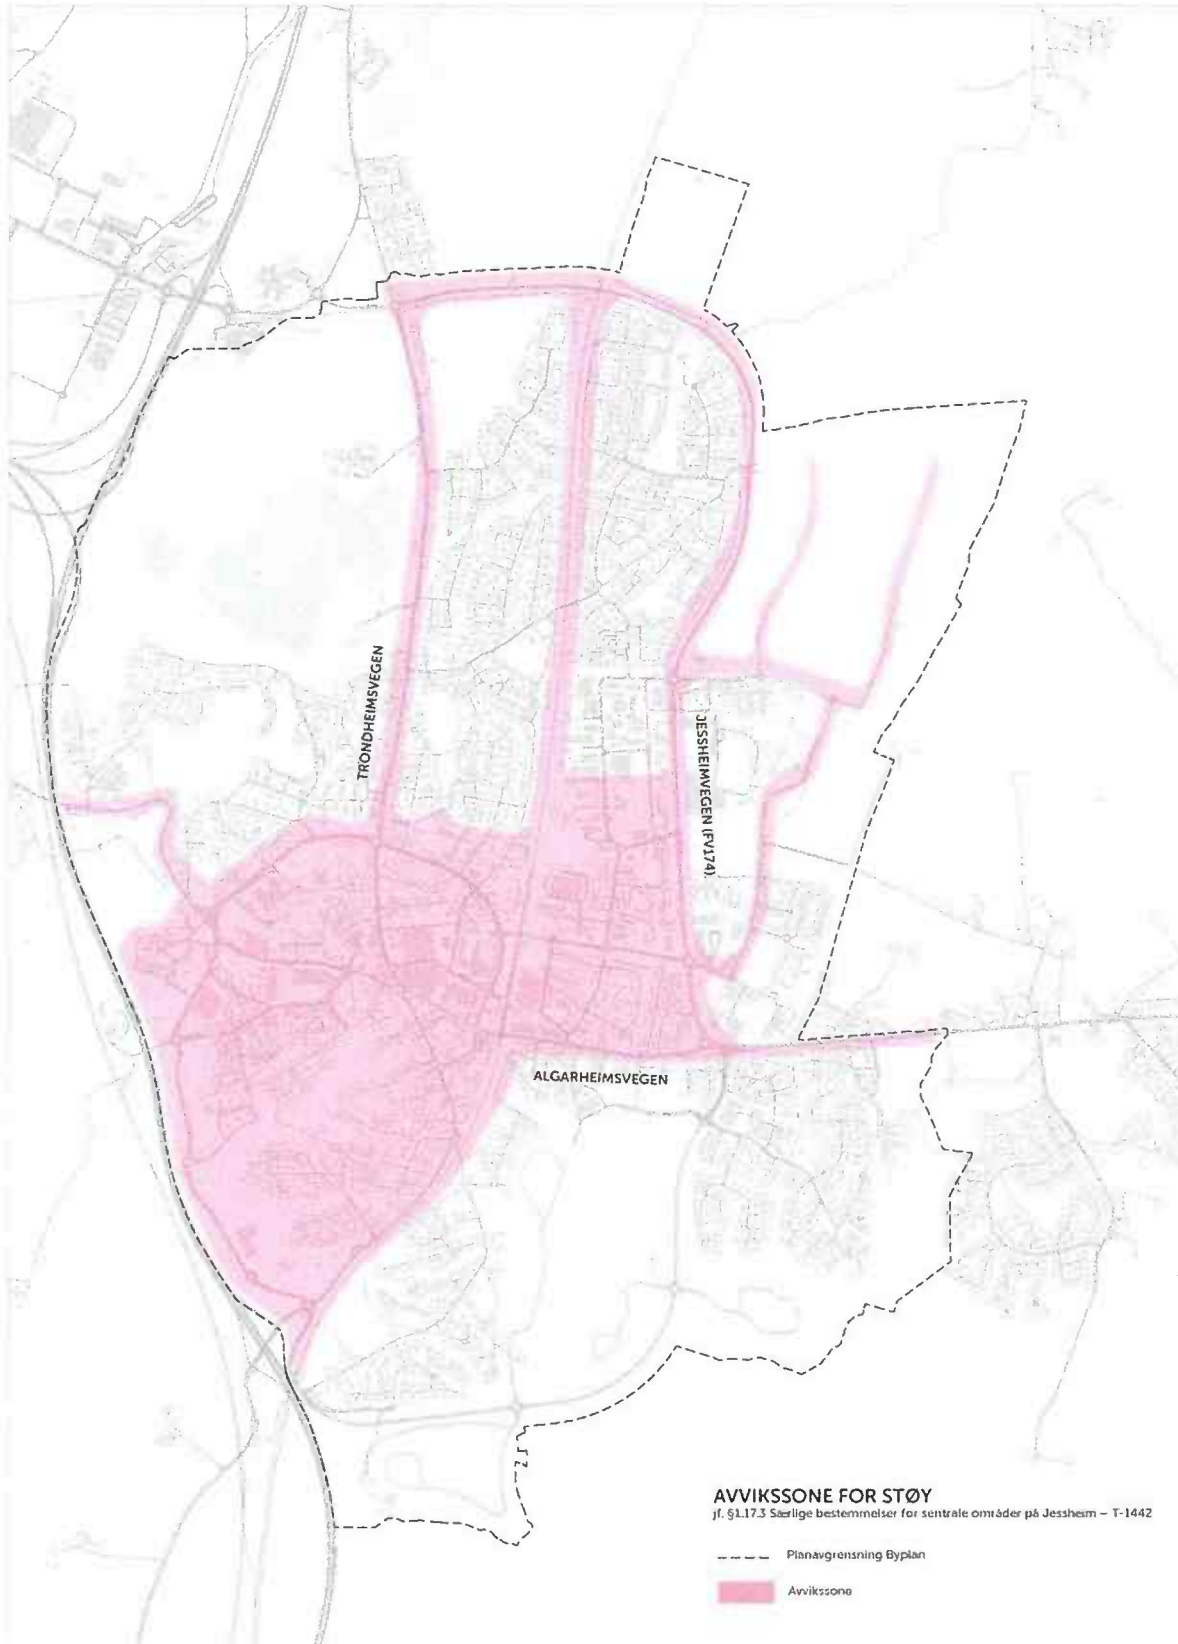 TRONDHEIMSVEGEN
JESSHEIMVEGEN (FV174)
ALGARHEIMSVEGEN
AVVIKSSONE FOR STØY
jf. §1.17.3 Særlige bestemmelser for sentrale områder på Jessheim – T-1442
Planavgrensning Byplan
Avvikssone